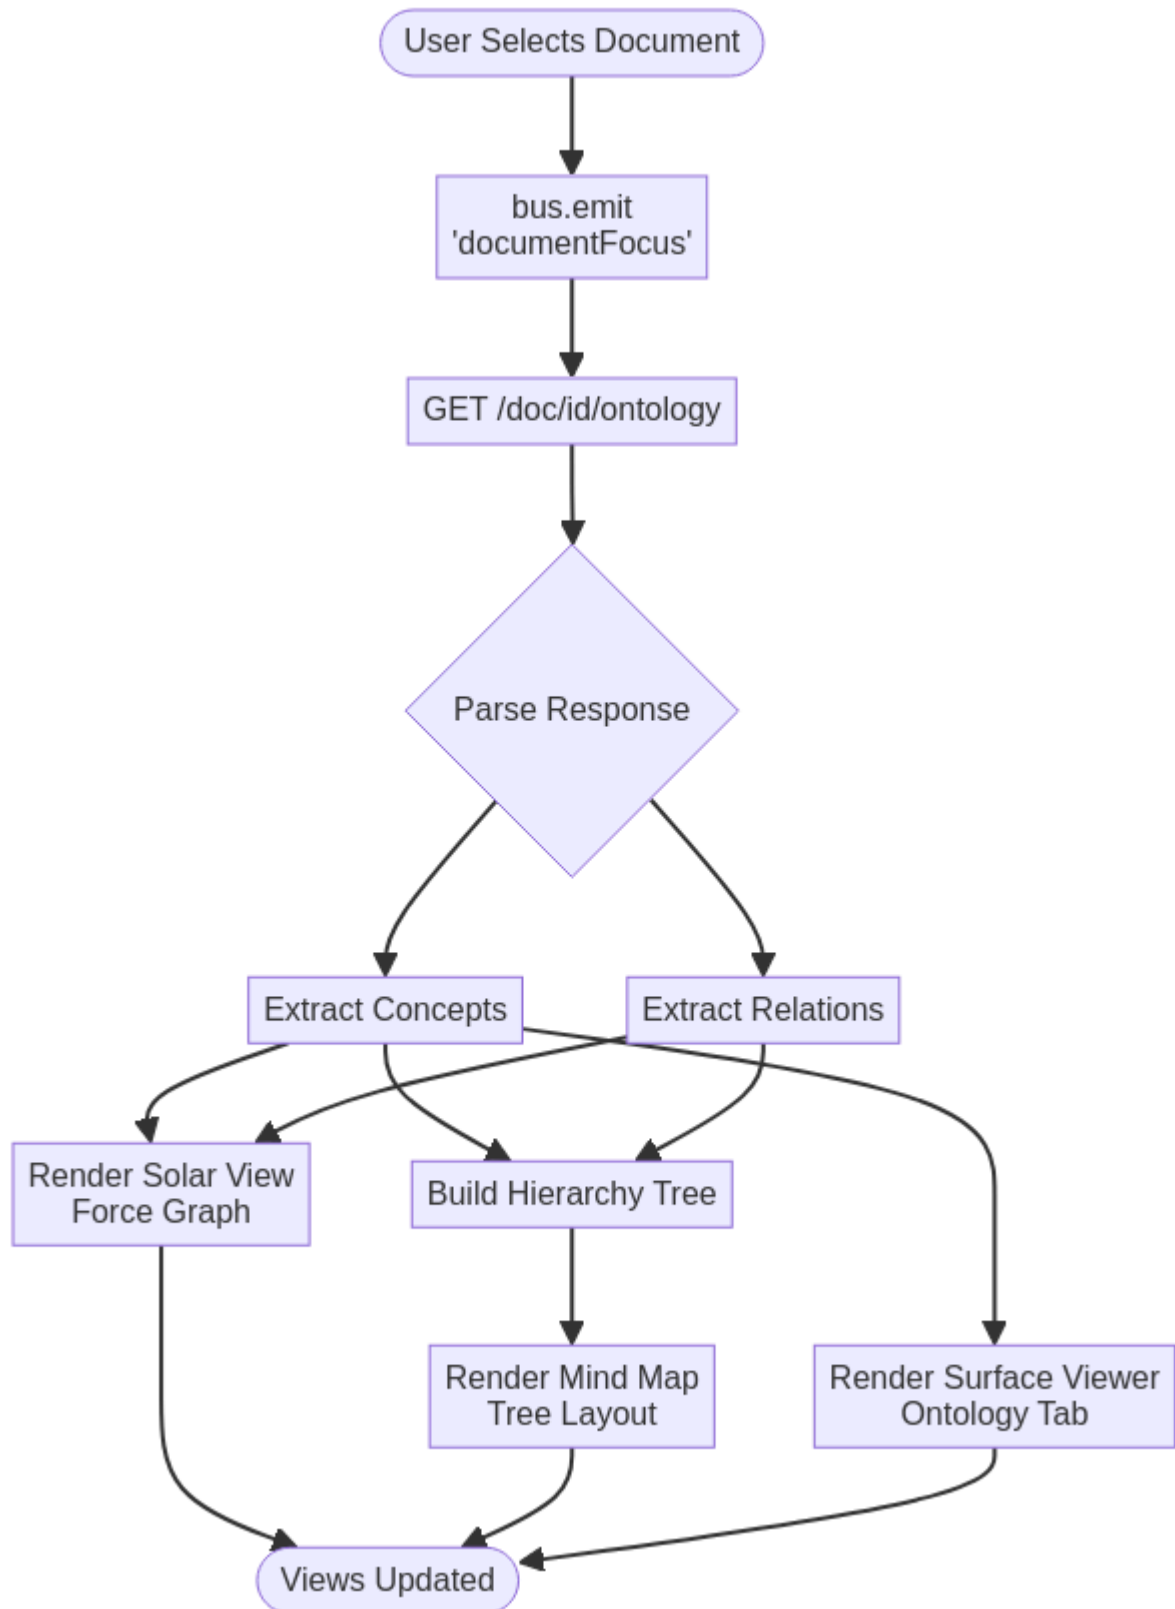 User Selects Document
bus.emit
'documentFocus'
GET /doc/id/ontology
Parse Response
Extract Concepts
Extract Relations
Render Solar View
Force Graph
Build Hierarchy Tree
Render Mind Map
Tree Layout
Render Surface Viewer
Ontology Tab
Views Updated